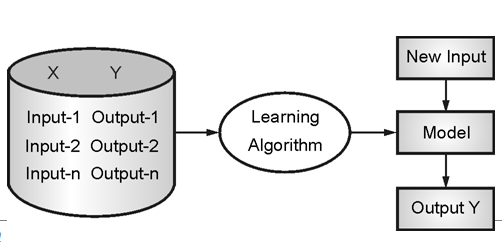 X Y
Input-1 Output-1
Input-2 Output-2
Input-n Output-n
Learning
Algorithm
New Input
Model
Output Y